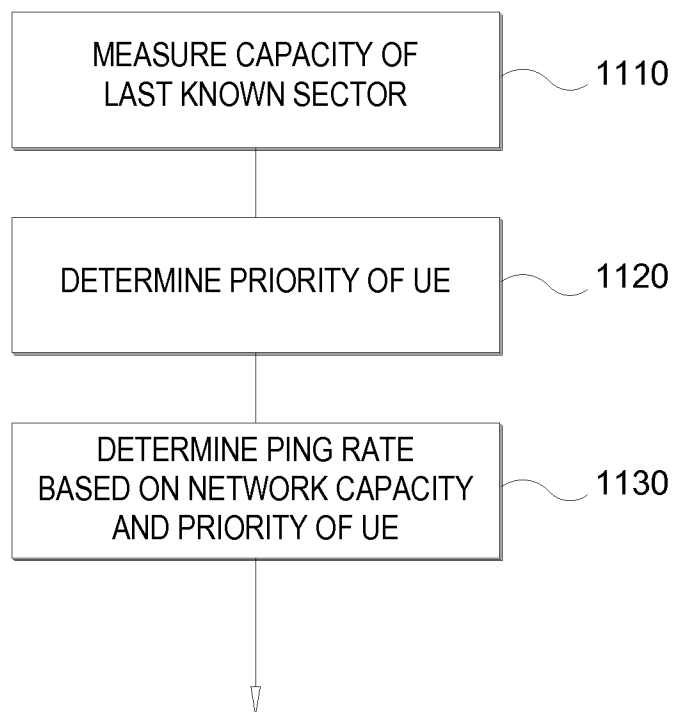 MEASURE CAPACITY OF
LAST KNOWN SECTOR
1110
DETERMINE PRIORITY OF UE
1120
DETERMINE PING RATE
BASED ON NETWORK CAPACITY
AND PRIORITY OF UE
1130